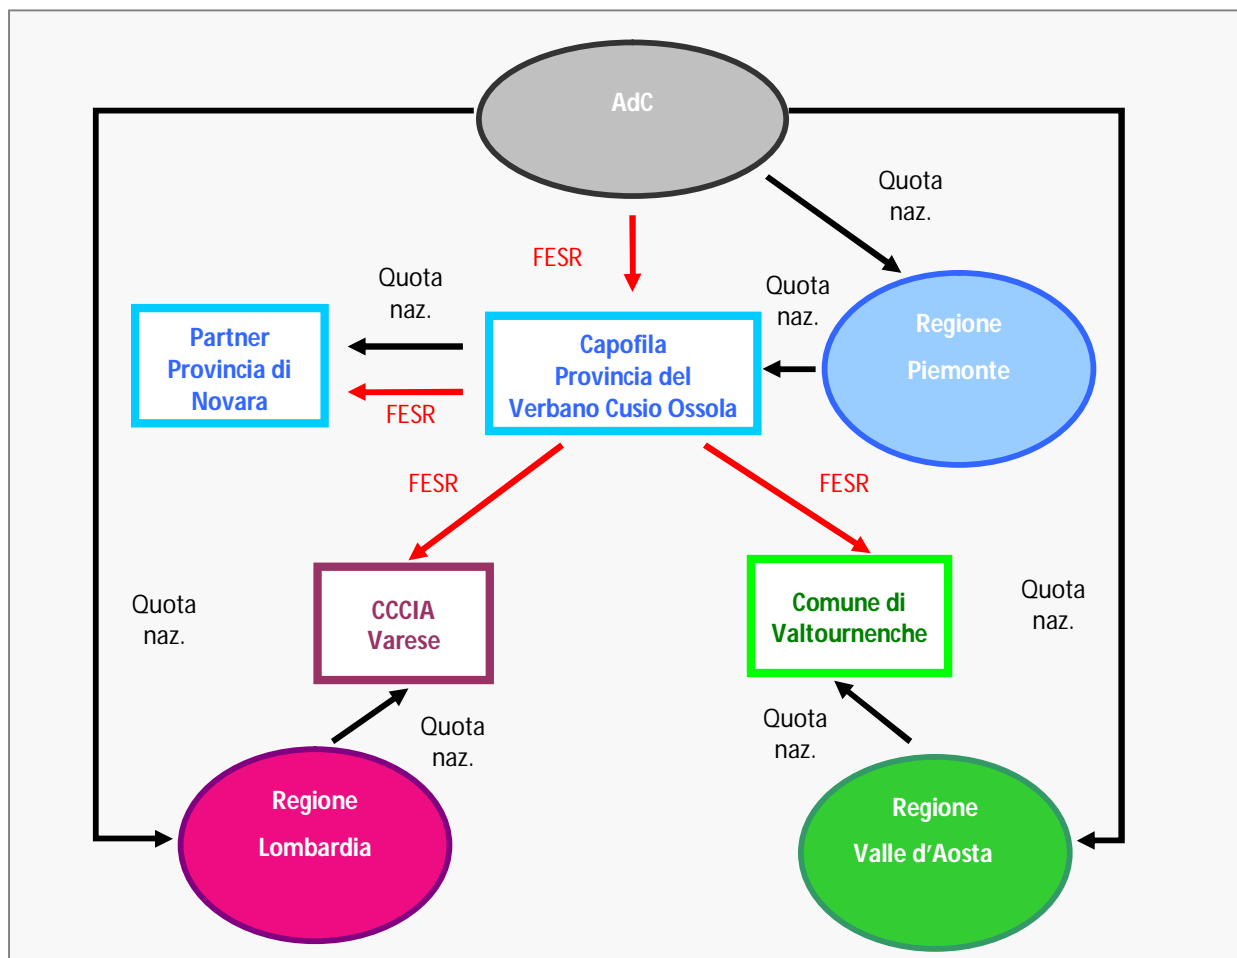 AdC
Quota
naz.
FESR
Quota
naz.
Quota
naz.
Partner
Provincia di
Novara
Capofila
Provincia del
Verbano Cusio Ossola
Regione
Piemonte
FESR
FESR
FESR
Quota
naz.
CCCIA
Varese
Comune di
Valtournenche
Quota
naz.
Quota
naz.
Quota
naz.
Regione
Lombardia
Regione
Valle d'Aosta